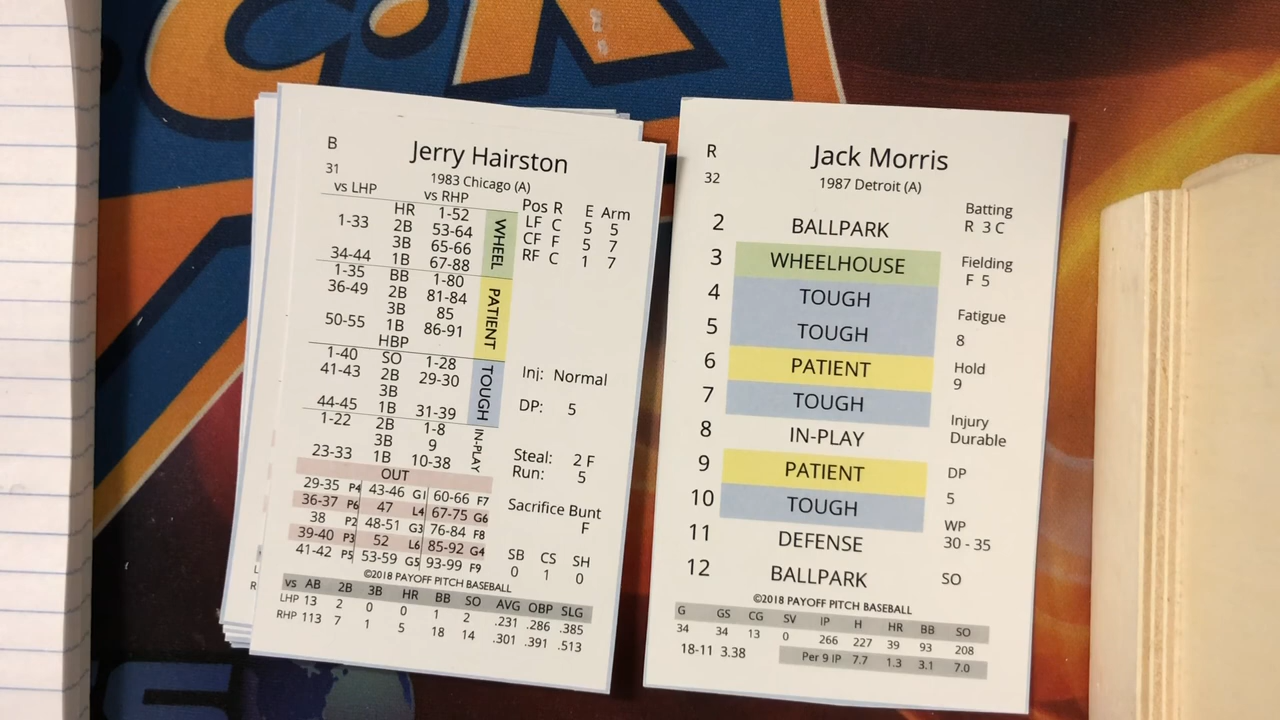 B Jerry Hairston
31 1983 Chicago (A)
vs LHP vs RHP Pos R E Arm
HR 1-52 LF C 5 5
1-33 2B 53-64 CF F 5 7
3B 65-66 RF C 1 7
34-44 1B 67-88
WHEEL
1-35 BB 1-80
36-49 2B 81-84
3B 85
50-55 1B 86-91
HBP
PATIENT
1-40 SO 1-28
41-43 2B 29-30
3B
44-45 1B 31-39
TOUGH
1-22 2B 1-8
3B 9
23-33 1B 10-38
IN-PLAY
Inj: Normal
DP: 5
Steal: 2 F
Run: 5
Sacrifice Bunt
F
SB CS SH
0 1 0
OUT
29-35 P4 43-46 G1 60-66 F7
36-37 P6 47 L4 67-75 G6
38 P2 48-51 G3 76-84 F8
39-40 P3 52 L6 85-92 G4
41-42 P5 53-59 G5 93-99 F9
©2018 PAYOFF PITCH BASEBALL
vs AB 2B 3B HR BB SO AVG OBP SLG
LHP 13 2 0 0 1 2 .231 .286 .385
RHP 113 7 1 5 18 14 .301 .391 .513
R Jack Morris
32 1987 Detroit (A)
2 BALLPARK
3 WHEELHOUSE
4 TOUGH
5 TOUGH
6 PATIENT
7 TOUGH
8 IN-PLAY
9 PATIENT
10 TOUGH
11 DEFENSE
12 BALLPARK
Batting
R 3 C
Fielding
F 5
Fatigue
8
Hold
9
Injury
Durable
DP
5
WP
30 - 35
SO
©2018 PAYOFF PITCH BASEBALL
G GS CG SV IP H HR BB SO
34 34 13 0 266 227 39 93 208
18-11 3.38 Per 9 IP 7.7 1.3 3.1 7.0